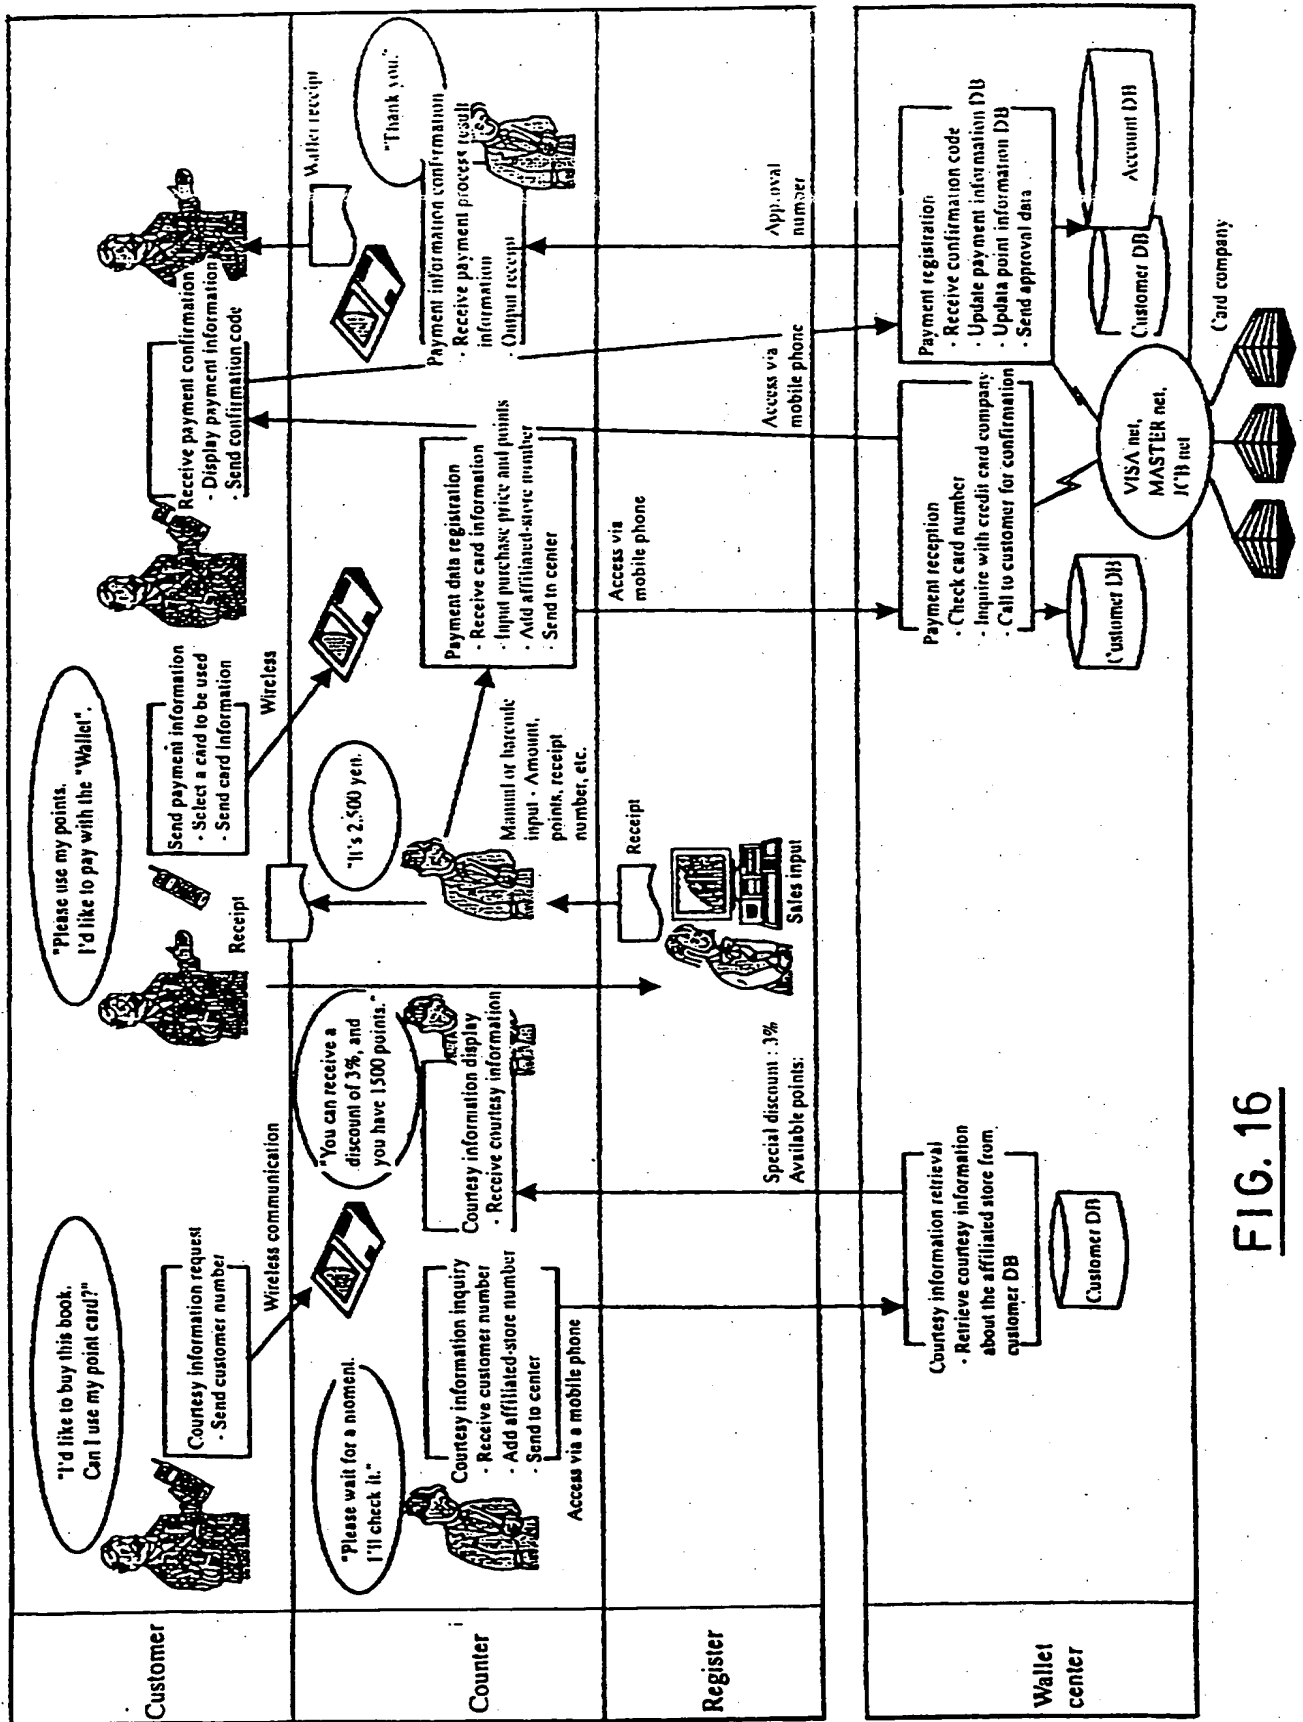 Customer
"I'd like to buy this book.
Can I use my point card?"
Courtesy information request
· Send customer number
Wireless communication
"Please use my points.
I'd like to pay with the "Wallet".
Receipt
Send payment information
· Select a card to be used
· Send card Information
Wireless
Receive payment confirmation
· Display payment information
· Send confirmation code
Wallet receipt
Counter
"Please wait for a moment.
I'll check it."
Courtesy information inquiry
· Receive customer number
· Add affiliated-store number
· Send to center
Access via a mobile phone
"You can receive a
discount of 3%, and
you have 1500 points."
Courtesy information display
· Receive courtesy information
"It's 2,500 yen.
Manual or barcode
input - Amount,
points, receipt
number, etc.
Payment data registration
· Receive card information
· Input purchase price and points
· Add affiliated-store number
· Send to center
Payment information confirmation
· Receive payment process result
information
· Output receipt
"Thank you."
Register
Special discount : 3%
Available points:
Receipt
Sales input
Access via
mobile phone
Access via
mobile phone
Approval
number
Wallet
center
Courtesy information retrieval
· Retrieve courtesy information
about the affiliated store from
customer DB
Customer DB
Payment reception
· Check card number
· Inquire with credit card company
· Call to customer for confirmation
Customer DB
Payment registration
· Receive confirmation code
· Update payment information DB
· Updata point information DB
· Send approval data
VISA net,
MASTER net,
JCB net
Customer DB
Account DB
Card company
FIG. 16